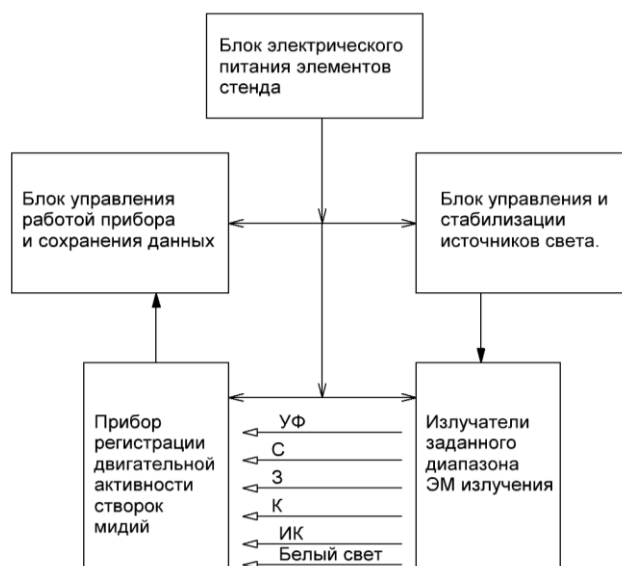 Блок электрического
питания элементов
стенда
Блок управления
работой прибора
и сохранения данных
Блок управления и
стабилизации
источников света.
Прибор
регистрации
двигательной
активности
створок
мидий
УФ
С
З
К
ИК
Белый свет
Излучатели
заданного
диапазона
ЭМ излучения